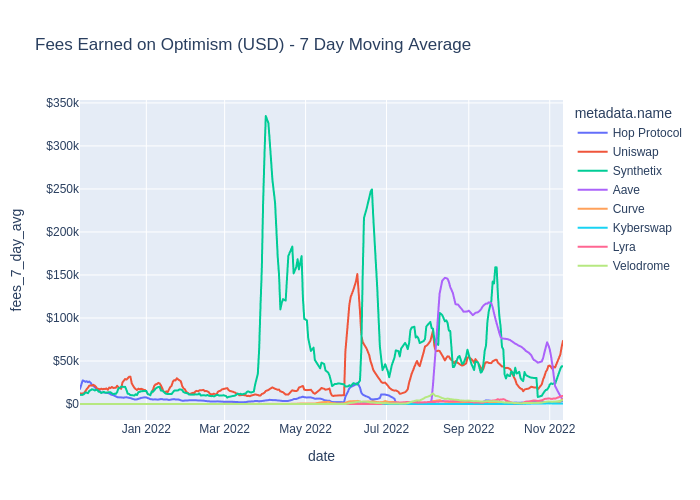 Fees Earned on Optimism (USD) - 7 Day Moving Average
metadata.name
Hop Protocol
Uniswap
Synthetix
Aave
Curve
Kyberswap
Lyra
Velodrome
fees_7_day_avg
$350k
$300k
$250k
$200k
$150k
$100k
$50k
$0
Jan 2022 Mar 2022 May 2022 Jul 2022 Sep 2022 Nov 2022
date